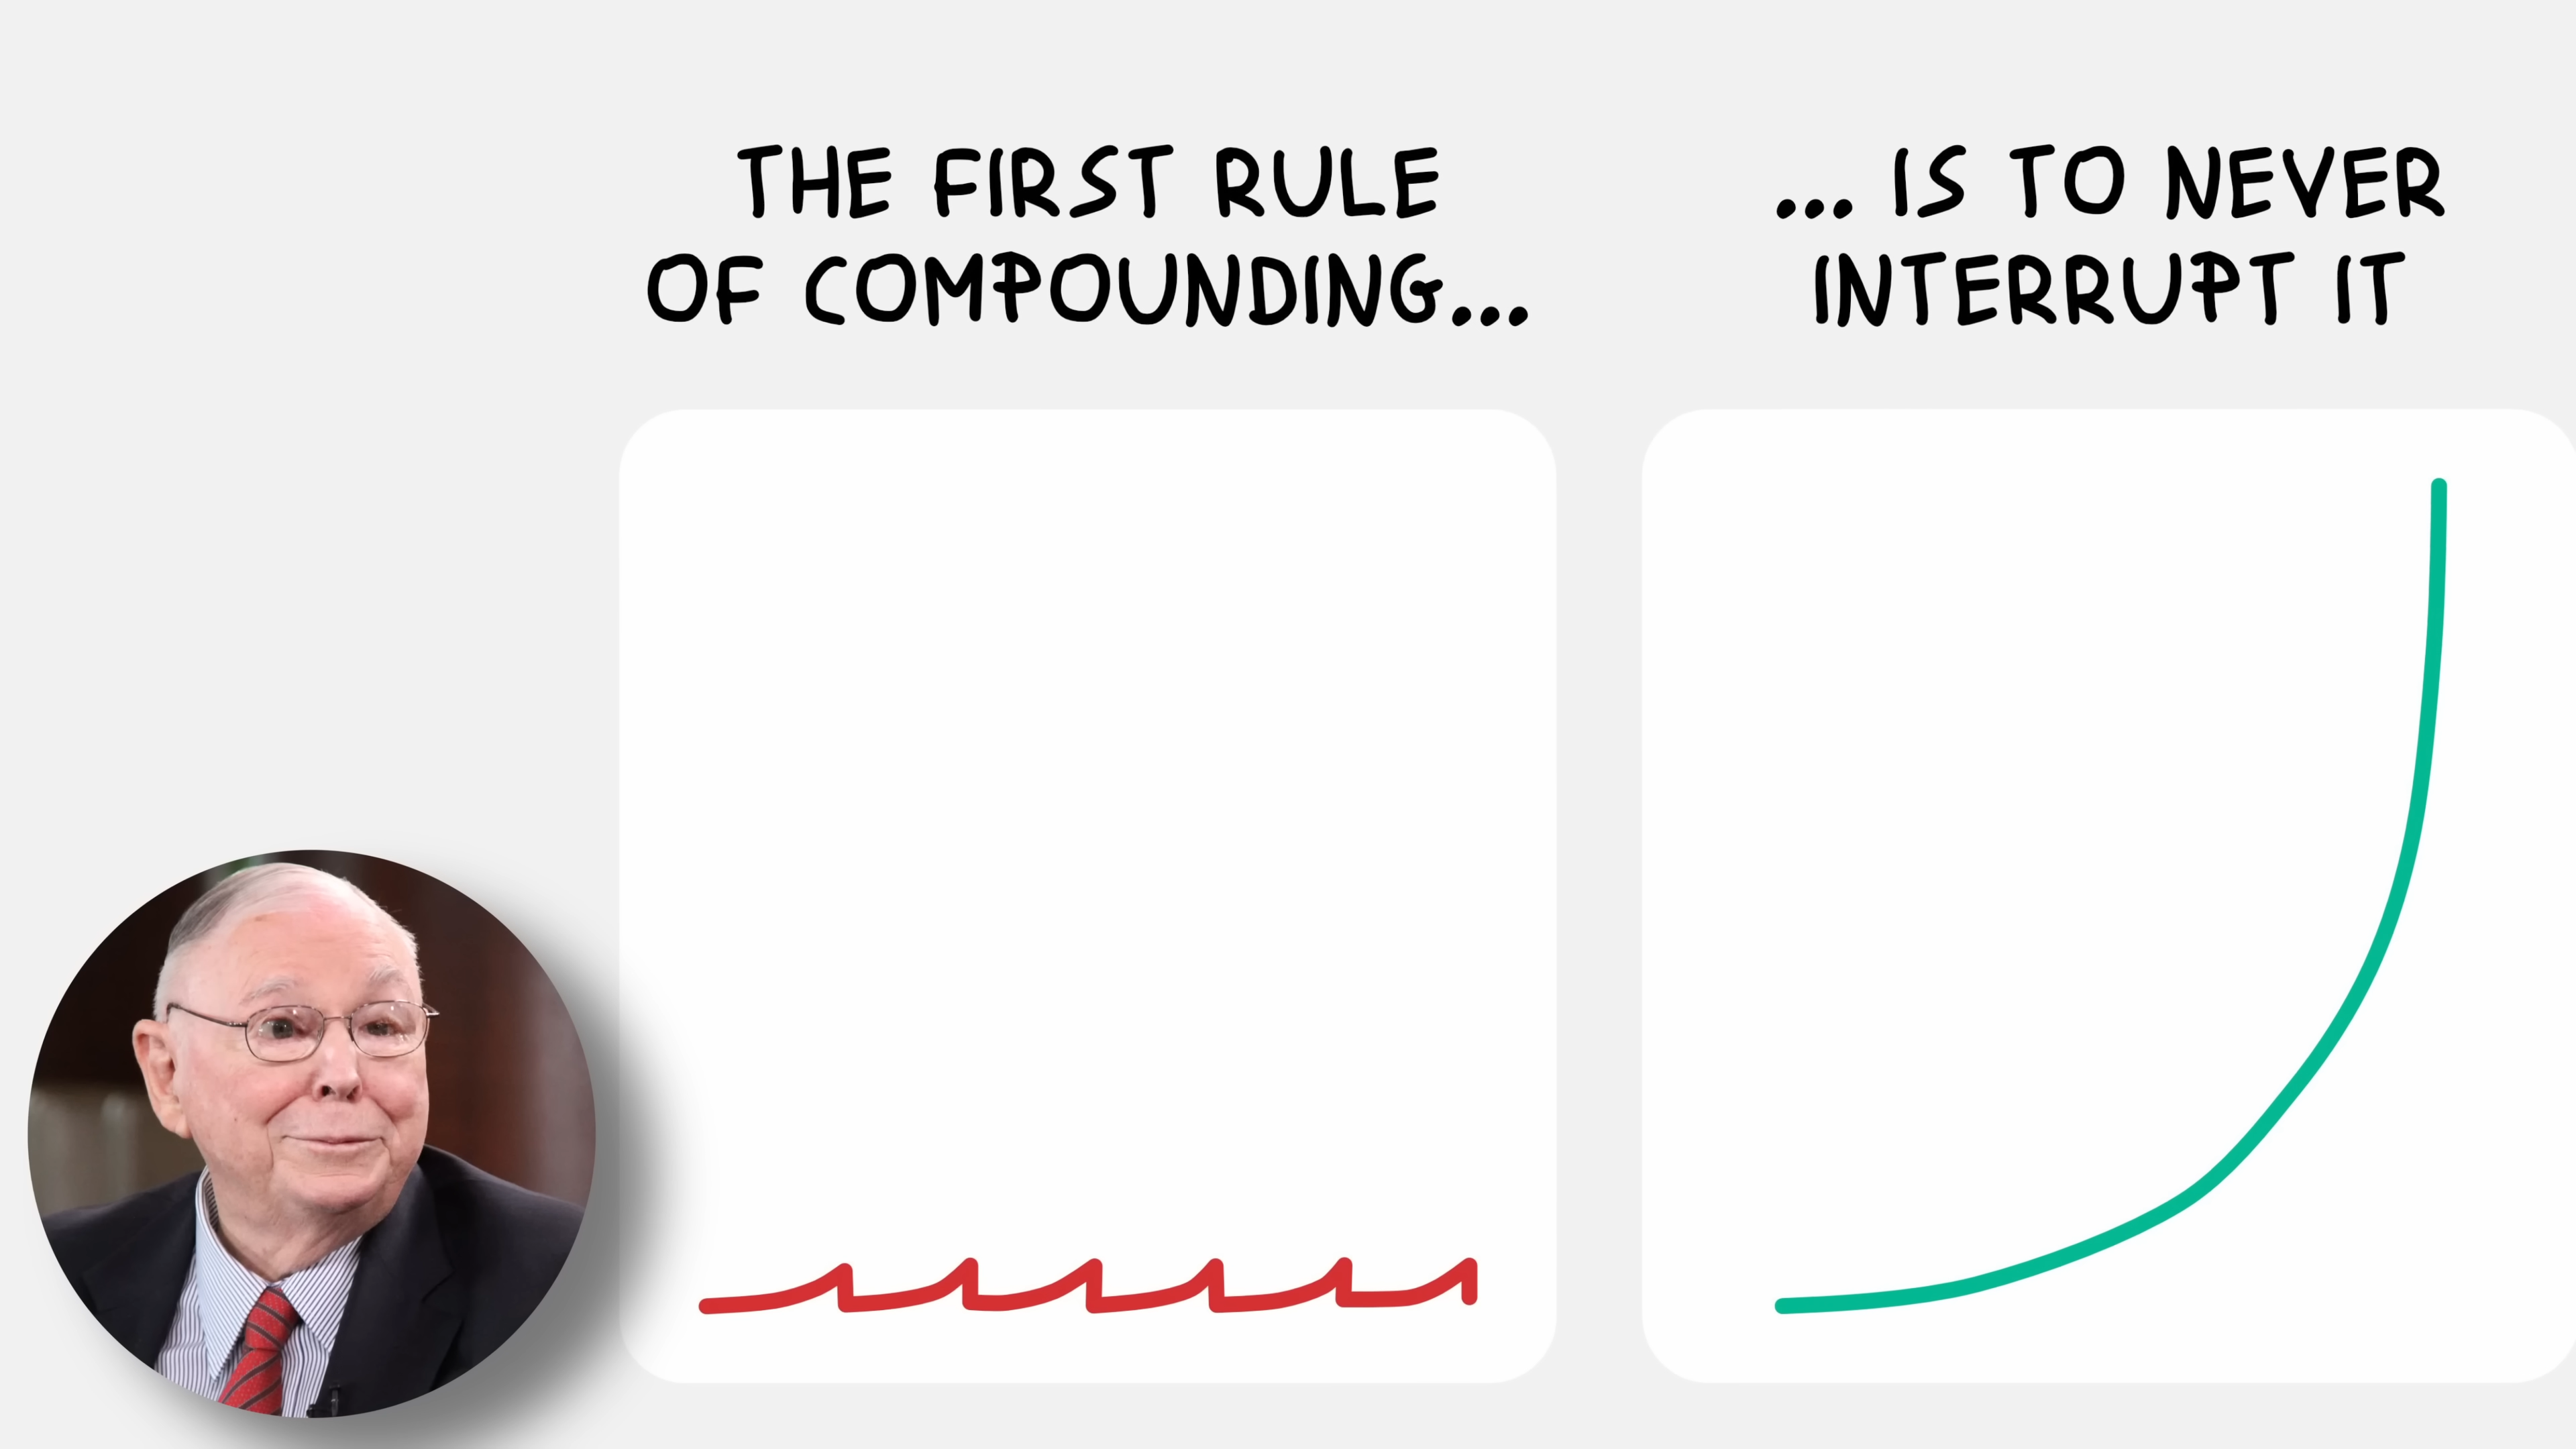 THE FIRST RULE
OF COMPOUNDING...
... IS TO NEVER
INTERRUPT IT